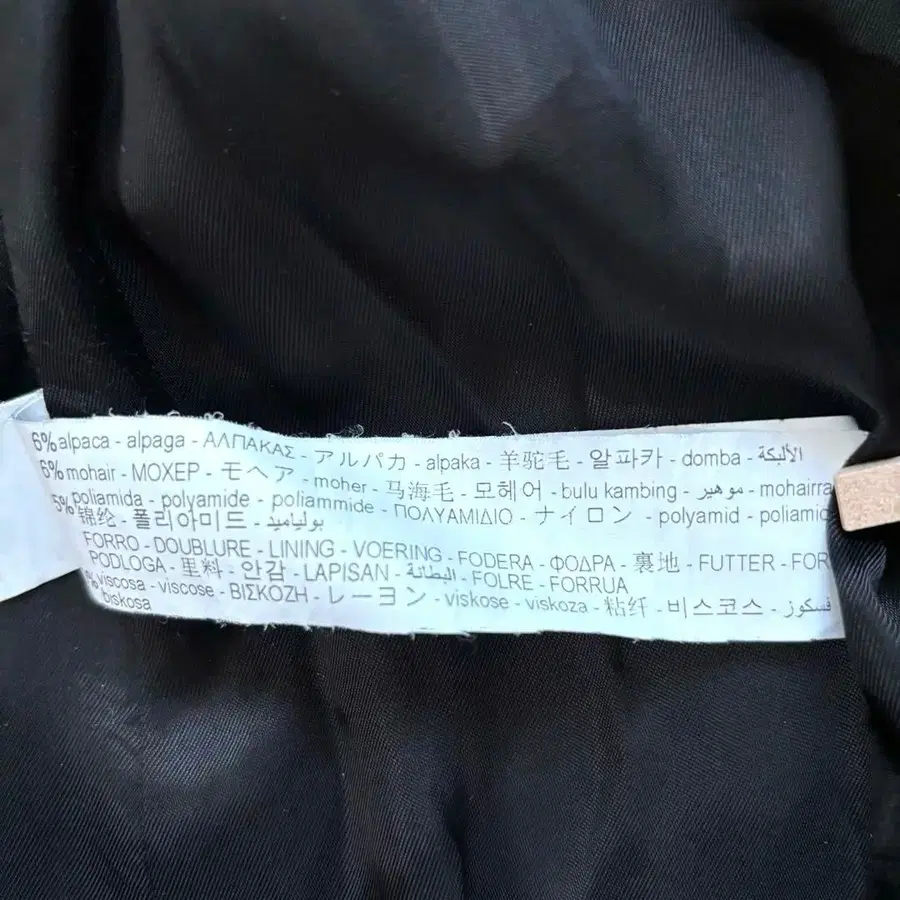 6% alpaca - alpaga - ΑΛΠΑΚΑΣ - アルパカ - alpaka - 羊驼毛 - 알파카 - domba - الألبكة
6% mohair - МОХЕР - モヘア - moher - 马海毛 - 모헤어 - bulu kambing - موهير - mohairra
5% poliamida - polyamide - poliammide - ΠΟΛΥΑΜΙΔΙΟ - ナイロン - polyamid - poliamid
锦纶 - 폴리아미드 - بولياميد
FORRO - DOUBLURE - LINING - VOERING - FODERA - ΦΟΔΡΑ - 裏地 - FUTTER - FOR
PODLOGA - 里料 - 안감 - LAPISAN - البطانة - FOLRE - FORRUA
% viscosa - viscose - ΒΙΣΚΟΖΗ - レーヨン - viskose - viskoza - 粘纤 - 비스코스 - فسكوز
biskosa